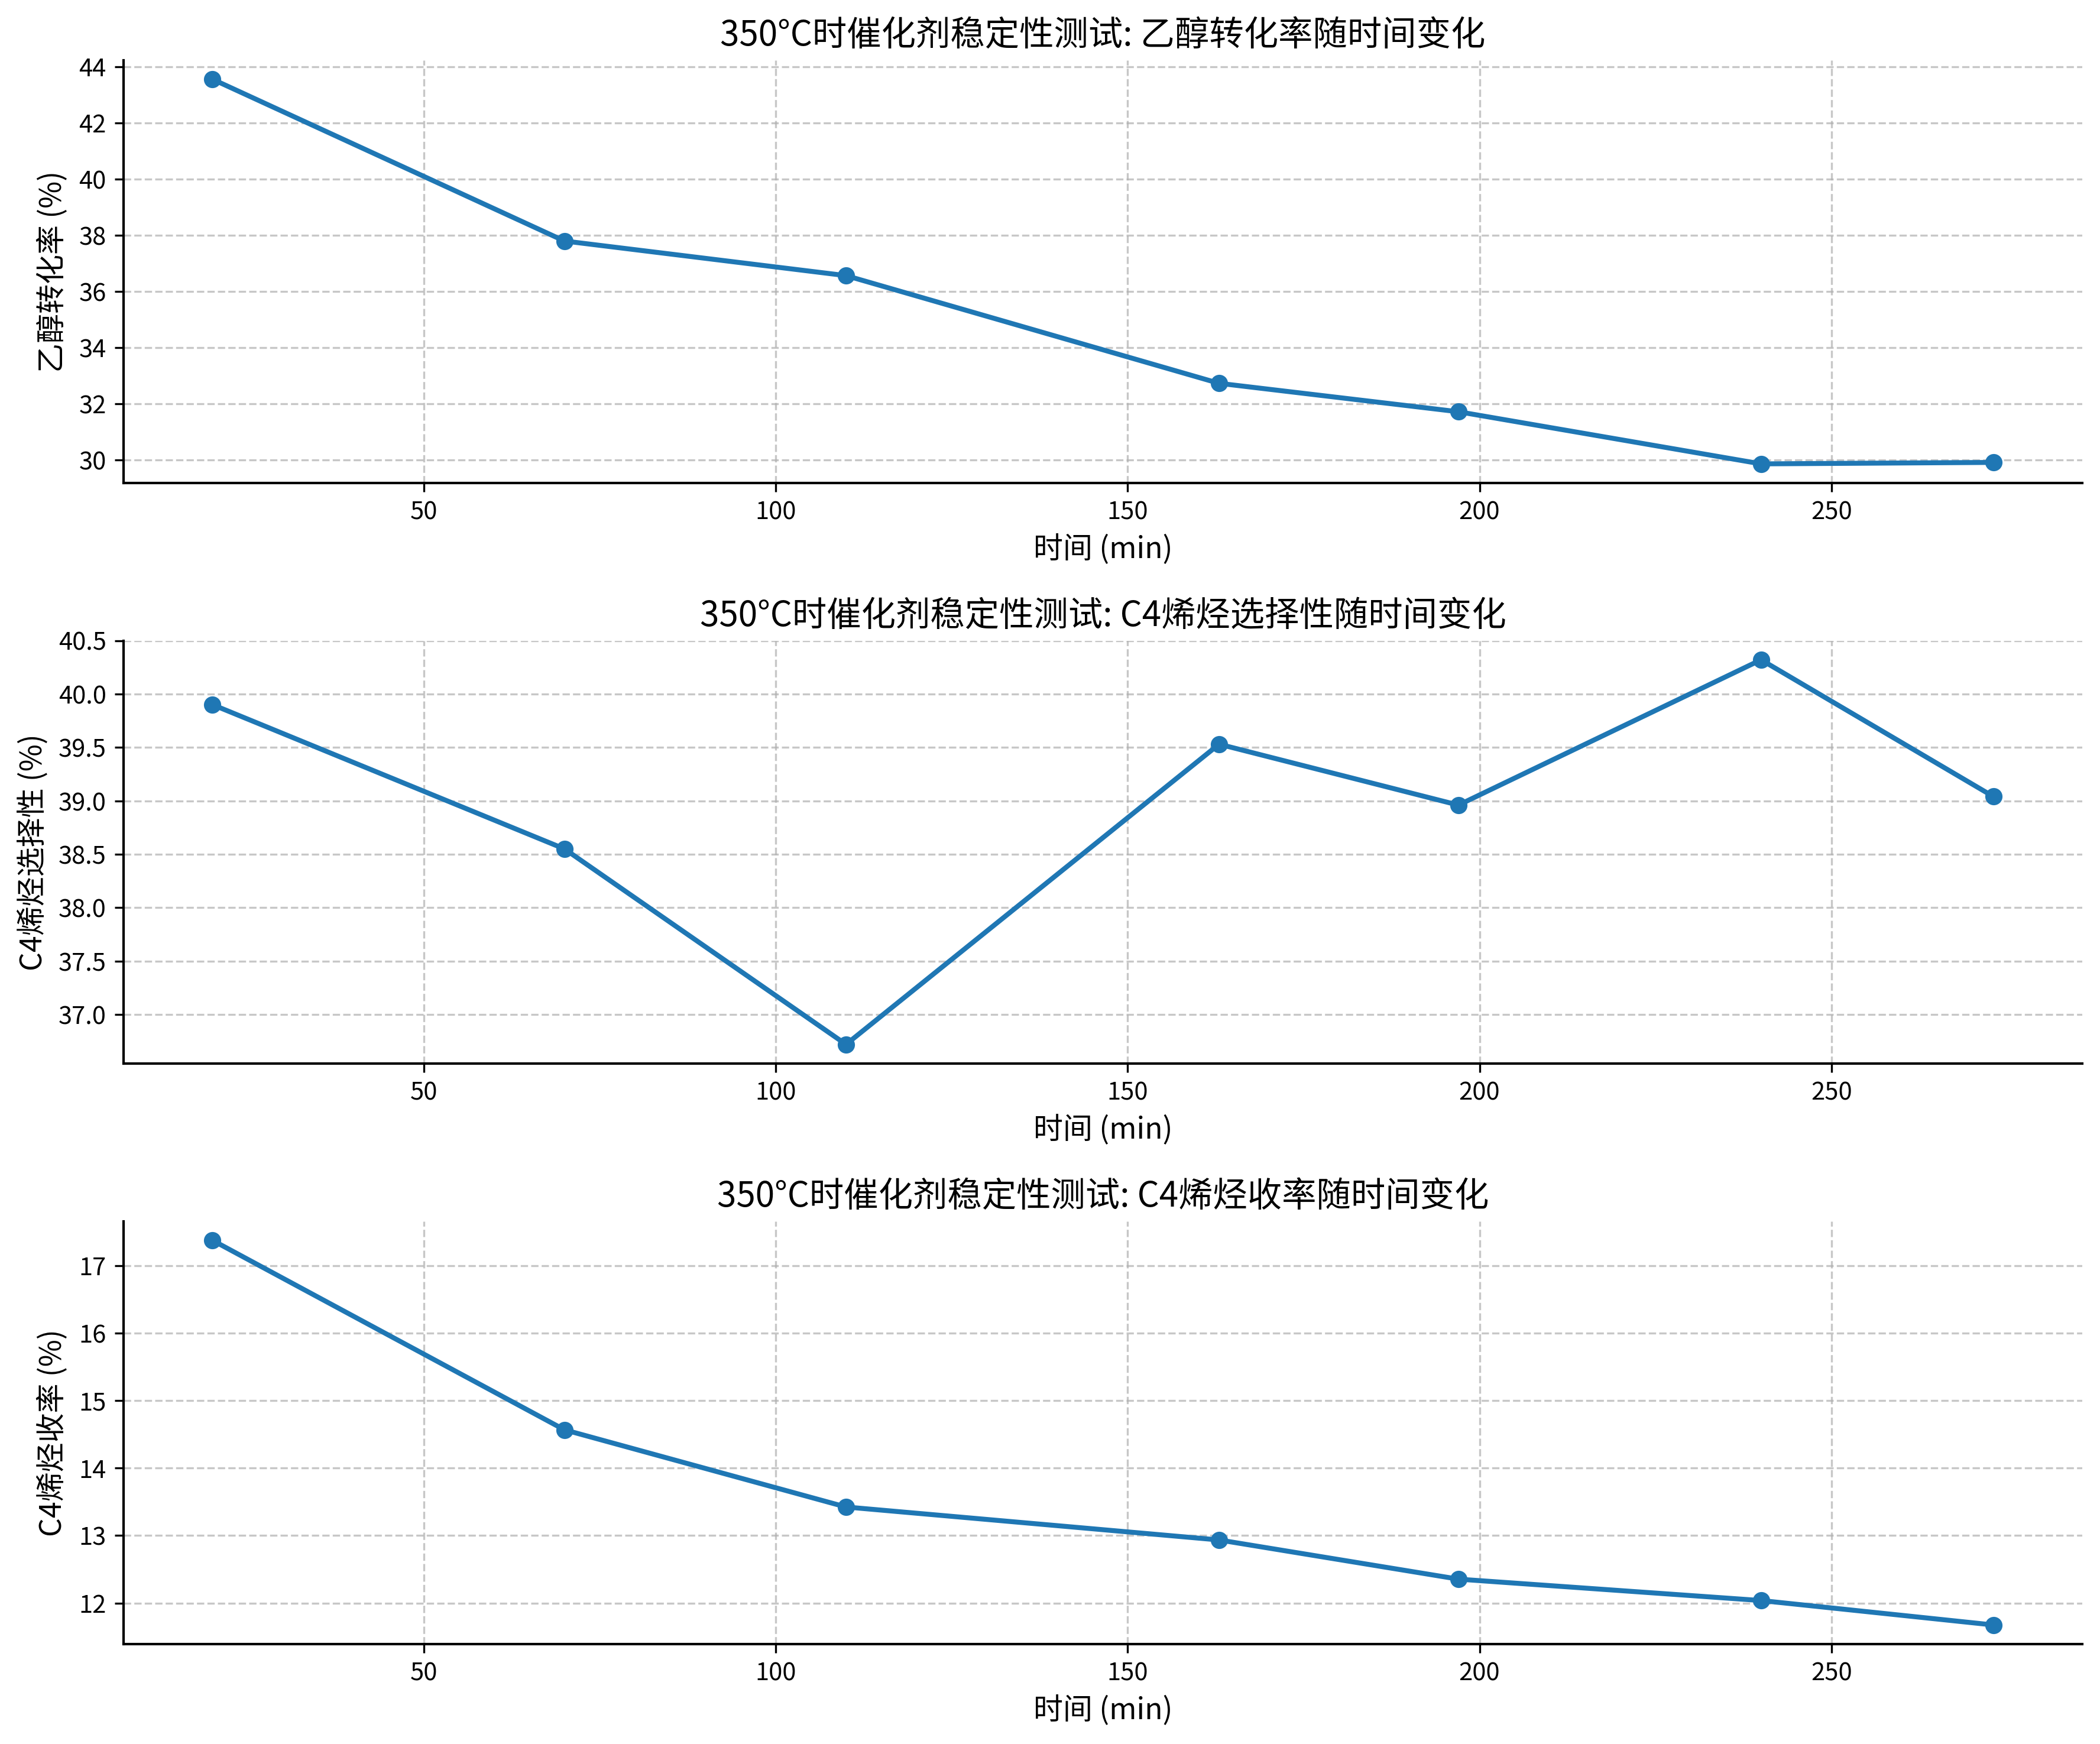 350°C时催化剂稳定性测试: 乙醇转化率随时间变化
乙醇转化率 (%)
44
42
40
38
36
34
32
30
50 100 150 200 250
时间 (min)
350°C时催化剂稳定性测试: C4烯烃选择性随时间变化
C4烯烃选择性 (%)
40.5
40.0
39.5
39.0
38.5
38.0
37.5
37.0
50 100 150 200 250
时间 (min)
350°C时催化剂稳定性测试: C4烯烃收率随时间变化
C4烯烃收率 (%)
17
16
15
14
13
12
50 100 150 200 250
时间 (min)